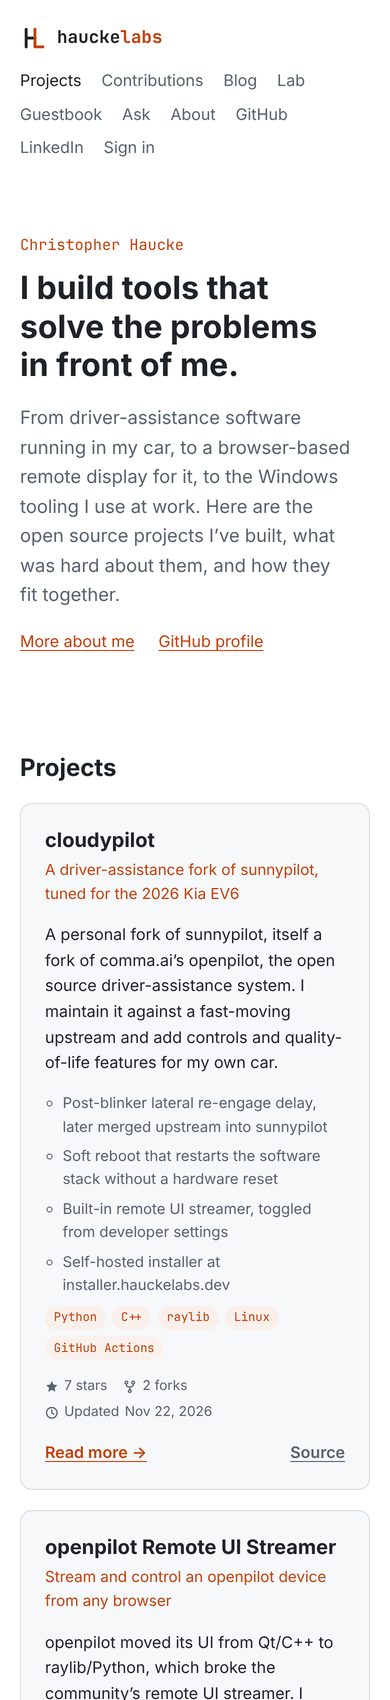 hauckelabs
Projects Contributions Blog Lab
Guestbook Ask About GitHub
LinkedIn Sign in
Christopher Haucke
I build tools that
solve the problems
in front of me.
From driver-assistance software
running in my car, to a browser-based
remote display for it, to the Windows
tooling I use at work. Here are the
open source projects I’ve built, what
was hard about them, and how they
fit together.
More about me GitHub profile
Projects
cloudypilot
A driver-assistance fork of sunnypilot,
tuned for the 2026 Kia EV6
A personal fork of sunnypilot, itself a
fork of comma.ai’s openpilot, the open
source driver-assistance system. I
maintain it against a fast-moving
upstream and add controls and quality-
of-life features for my own car.
Post-blinker lateral re-engage delay,
later merged upstream into sunnypilot
Soft reboot that restarts the software
stack without a hardware reset
Built-in remote UI streamer, toggled
from developer settings
Self-hosted installer at
installer.hauckelabs.dev
Python C++ raylib Linux
GitHub Actions
7 stars 2 forks
Updated Nov 22, 2026
Read more → Source
openpilot Remote UI Streamer
Stream and control an openpilot device
from any browser
openpilot moved its UI from Qt/C++ to
raylib/Python, which broke the
community’s remote UI streamer. I